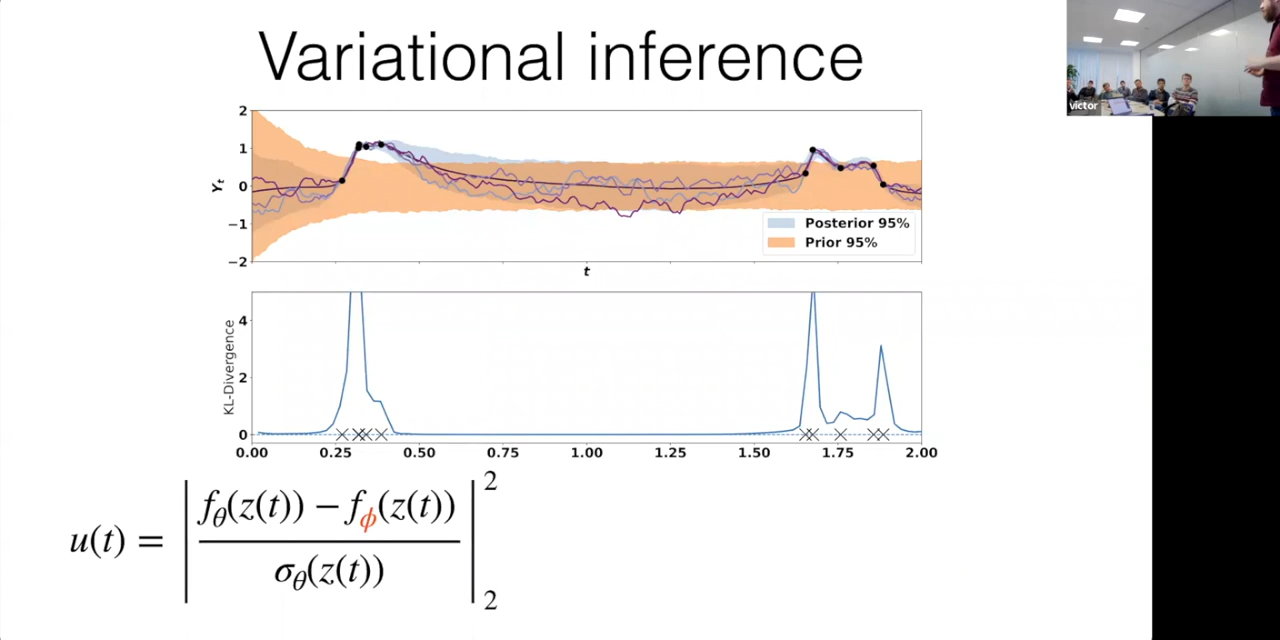 Variational inference
victor
2
1
0
−1
−2
Y_t
Posterior 95%
Prior 95%
t
KL-Divergence
4
2
0
0.00 0.25 0.50 0.75 1.00 1.25 1.50 1.75 2.00
u(t) = | (f_θ(z(t)) − f_ϕ(z(t))) / σ_θ(z(t)) |_2^2